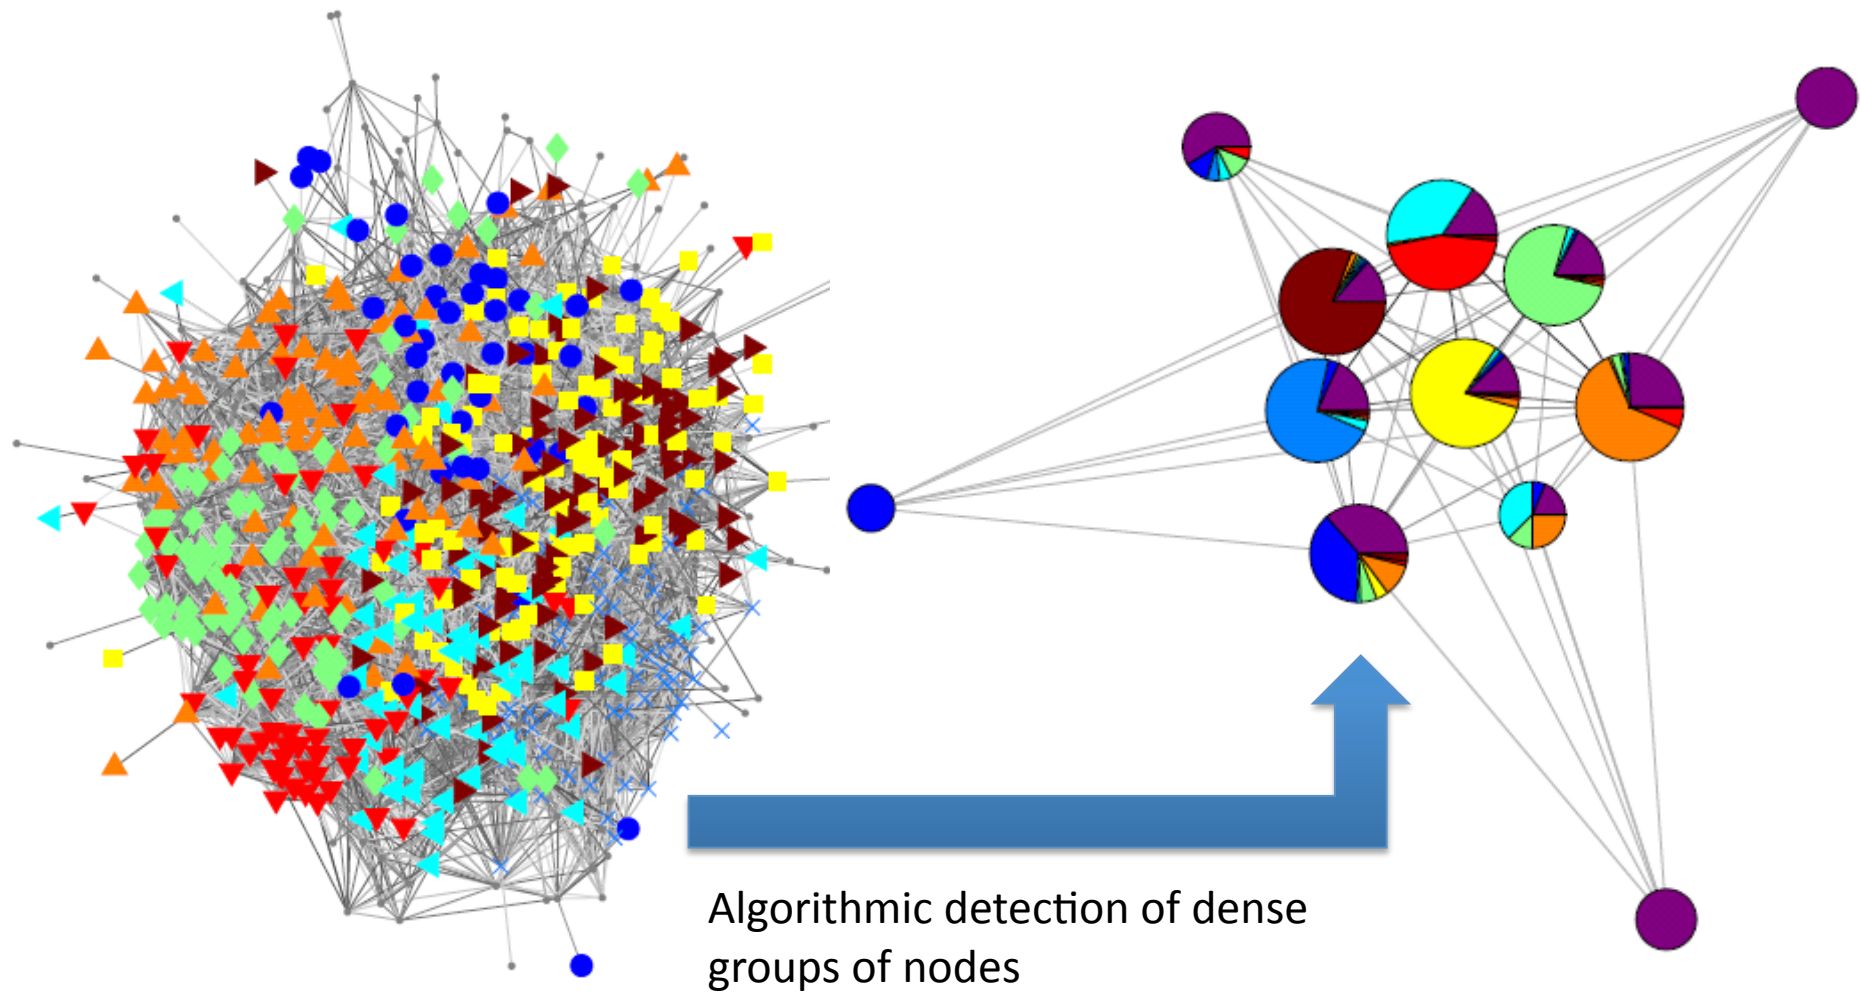 Algorithmic detection of dense
groups of nodes